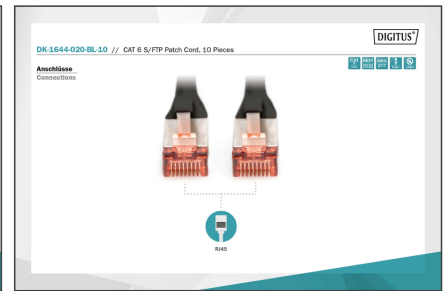 DIGITUS®
DK-1644-020-BL-10 // CAT 6 S/FTP Patch Cord, 10 Pieces
Anschlüsse
Connections
RJ45